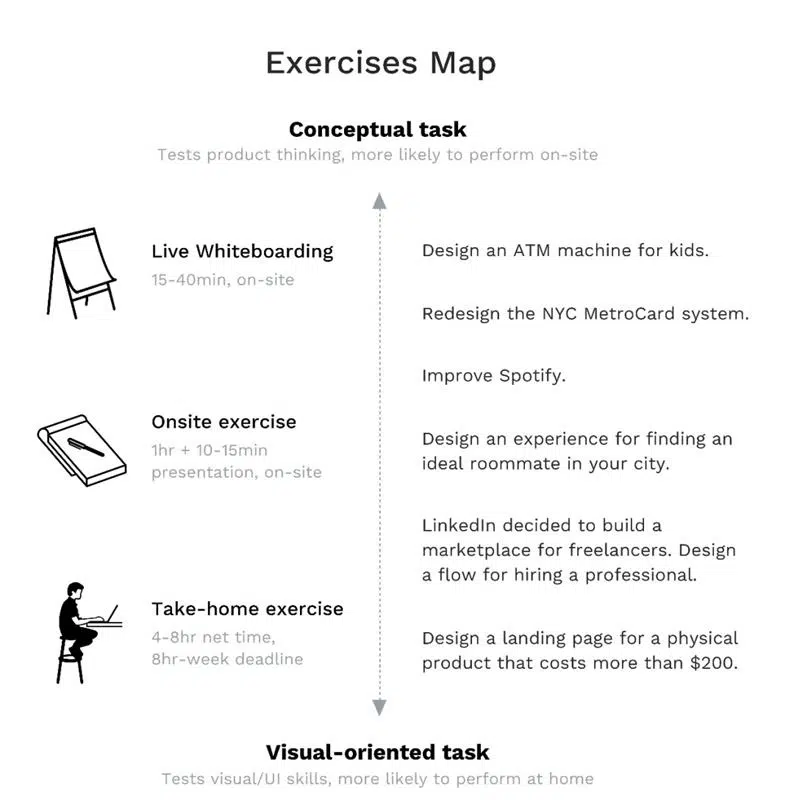 Exercises Map
Conceptual task
Tests product thinking, more likely to perform on-site
Live Whiteboarding
15-40min, on-site
Design an ATM machine for kids.
Redesign the NYC MetroCard system.
Improve Spotify.
Onsite exercise
1hr + 10-15min
presentation, on-site
Design an experience for finding an
ideal roommate in your city.
LinkedIn decided to build a
marketplace for freelancers. Design
a flow for hiring a professional.
Take-home exercise
4-8hr net time,
8hr-week deadline
Design a landing page for a physical
product that costs more than $200.
Visual-oriented task
Tests visual/UI skills, more likely to perform at home